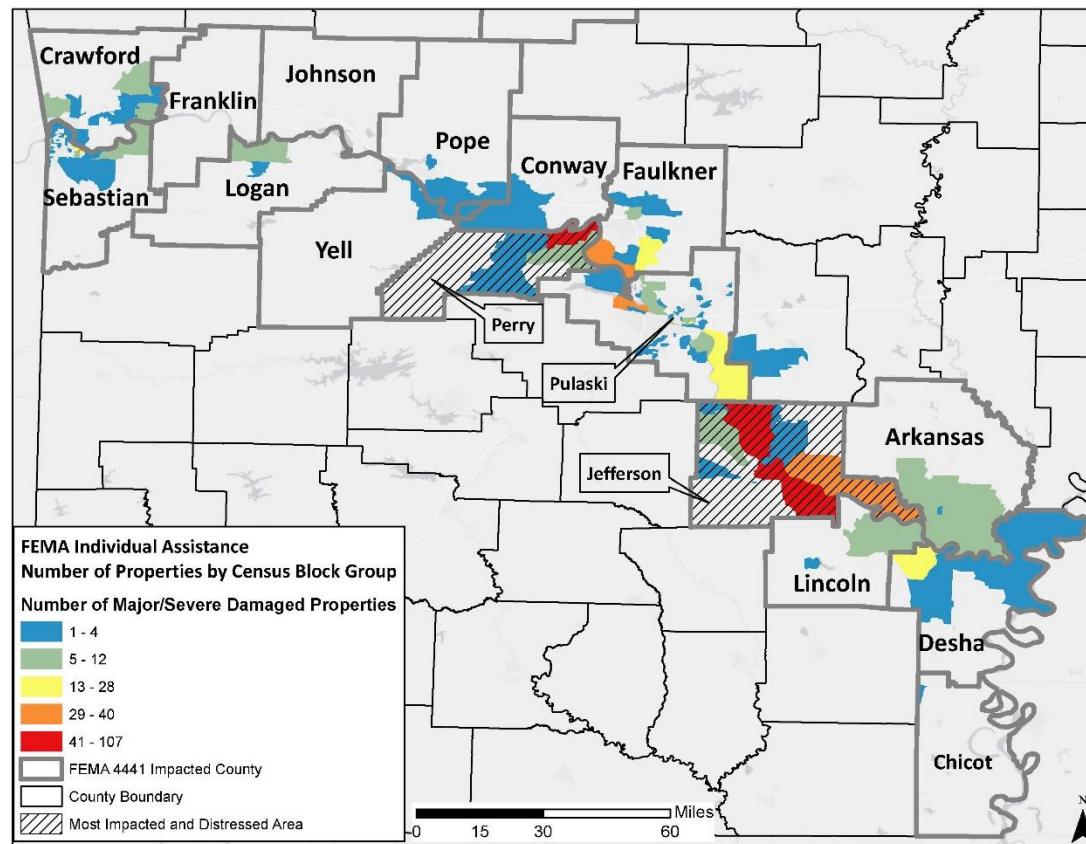 Crawford
Johnson
Franklin
Pope
Conway
Faulkner
Sebastian
Logan
Yell
Perry
Pulaski
Arkansas
Jefferson
Lincoln
Desha
Chicot
FEMA Individual Assistance
Number of Properties by Census Block Group
Number of Major/Severe Damaged Properties
1 - 4
5 - 12
13 - 28
29 - 40
41 - 107
FEMA 4441 Impacted County
County Boundary
Most Impacted and Distressed Area
Miles
0 15 30 60
N